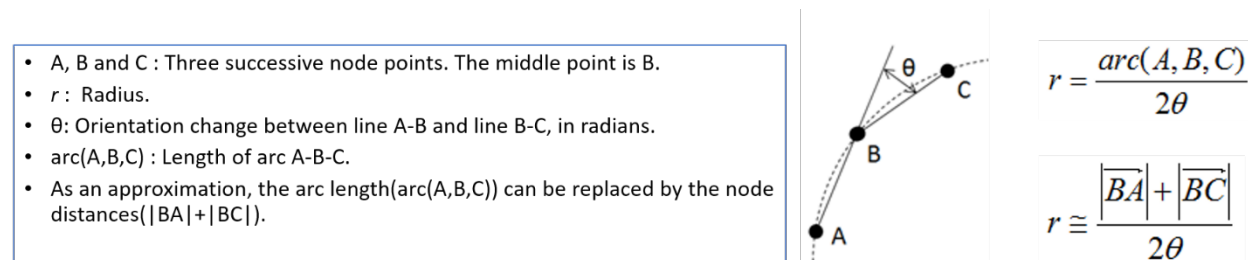 • A, B and C : Three successive node points. The middle point is B.
• r : Radius.
• θ: Orientation change between line A-B and line B-C, in radians.
• arc(A,B,C) : Length of arc A-B-C.
• As an approximation, the arc length(arc(A,B,C)) can be replaced by the node
distances(|BA|+|BC|).
θ
C
B
A
r = arc(A, B, C) / 2θ
r ≅ (|BA| + |BC|) / 2θ